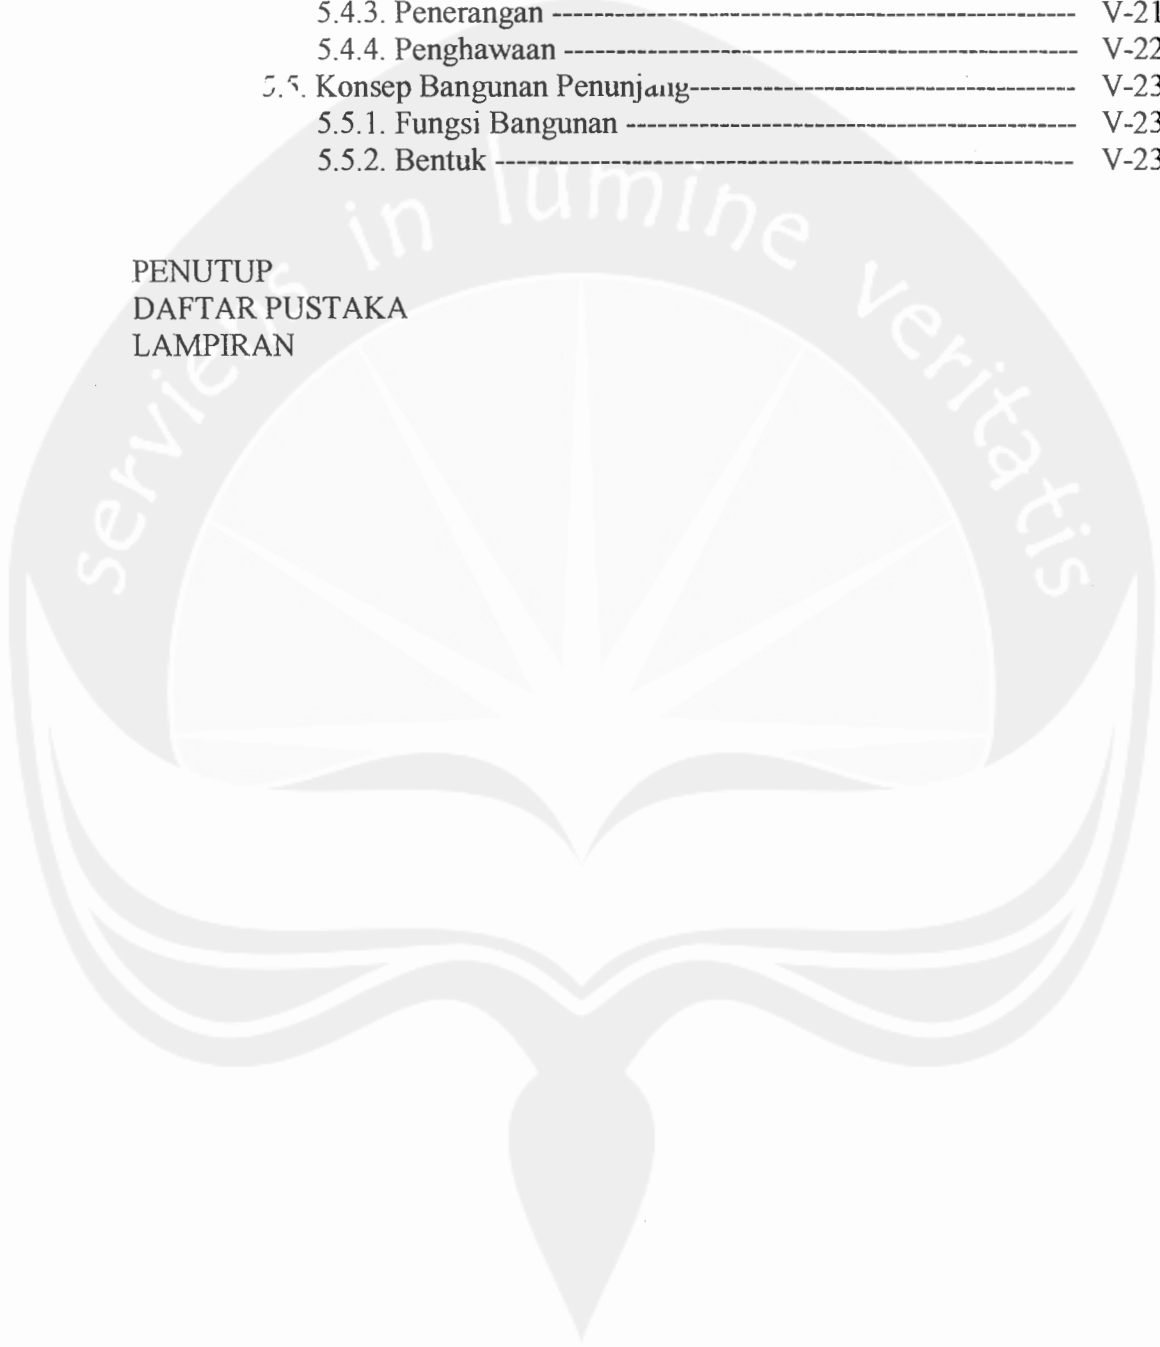 5.4.3. Penerangan ---------------------------------------------------- V-21
5.4.4. Penghawaan --------------------------------------------------- V-22
5.5. Konsep Bangunan Penunjang-------------------------------------- V-23
5.5.1. Fungsi Bangunan --------------------------------------------- V-23
5.5.2. Bentuk ---------------------------------------------------------- V-23
serviens in lumine veritatis
PENUTUP
DAFTAR PUSTAKA
LAMPIRAN